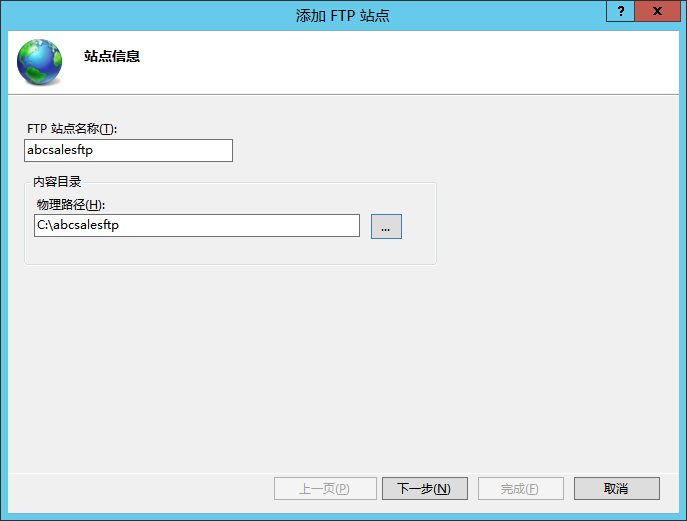 添加 FTP 站点
? x
站点信息
FTP 站点名称(T):
abcsalesftp
内容目录
物理路径(H):
C:\abcsalesftp
...
上一页(P) 下一步(N) 完成(F) 取消